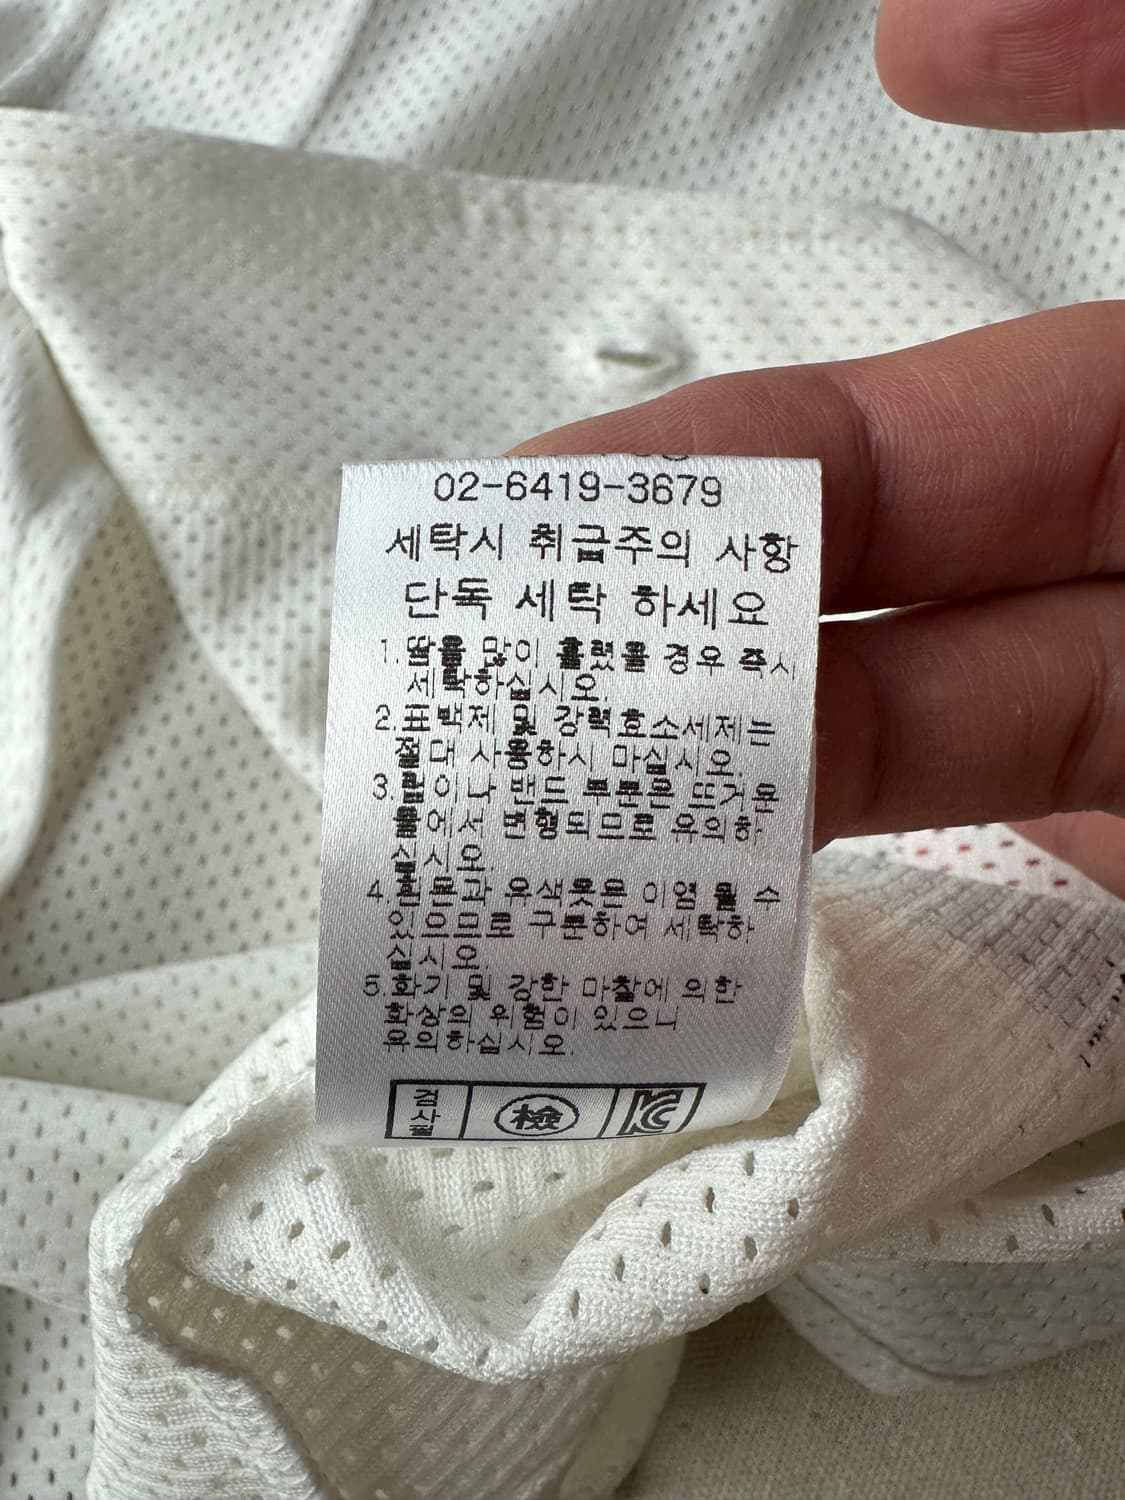 02-6419-3679
세탁시 취급주의 사항
단독 세탁 하세요
1.땀을 많이 흘렸을 경우 즉시
세탁하십시오.
2.표백제 및 강력효소세제는
절대 사용하시 마십시오.
3.이나 밴드 부분은 뜨거운
물에서 변형되므로 유의하
십시오.
4.흰옷과 유색옷은 이염 될 수
있으므로 구분하여 세탁하
십시오.
5.화기 및 강한 마찰에 의한
화상의 위험이 있으니
유의하십시오.
검사필 檢 KC